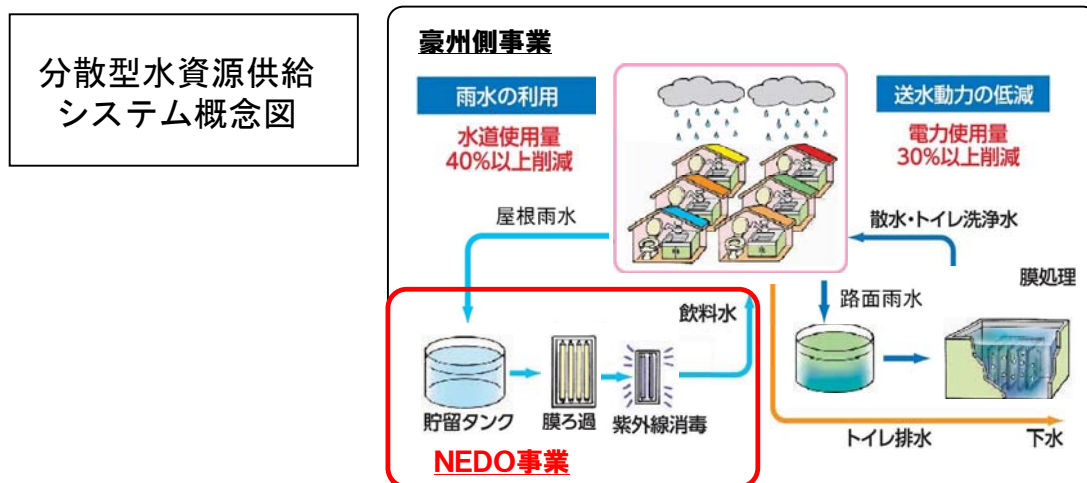 分散型水資源供給
システム概念図
豪州側事業
雨水の利用
水道使用量
40%以上削減
送水動力の低減
電力使用量
30%以上削減
屋根雨水
散水・トイレ洗浄水
膜処理
飲料水
路面雨水
貯留タンク
膜ろ過
紫外線消毒
トイレ排水
下水
NEDO事業